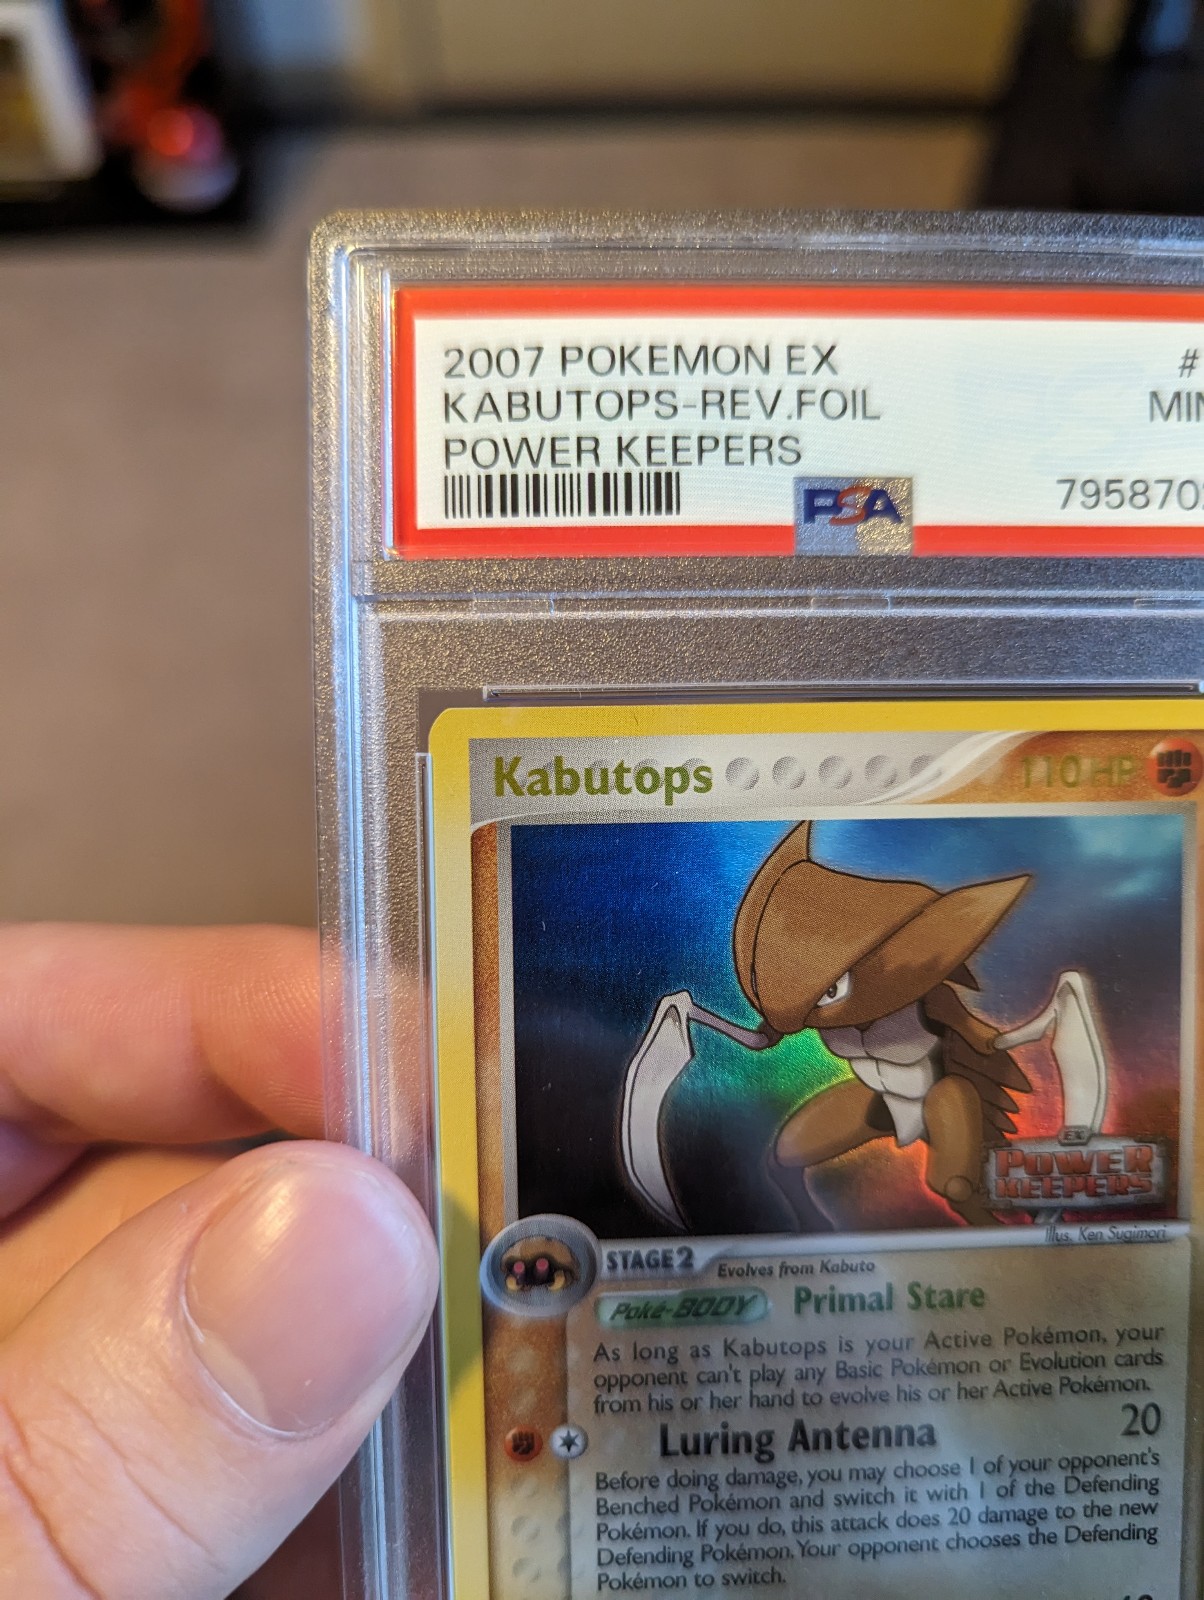 2007 POKEMON EX #
KABUTOPS-REV.FOIL
POWER KEEPERS
PSA
Kabutops 110 HP
EX
POWER
KEEPERS
Illus. Ken Sugimori
STAGE 2 Evolves from Kabuto
Poké-BODY Primal Stare
As long as Kabutops is your Active Pokémon, your
opponent can't play any Basic Pokémon or Evolution cards
from his or her hand to evolve his or her Active Pokémon.
Luring Antenna 20
Before doing damage, you may choose 1 of your opponent's
Benched Pokémon and switch it with 1 of the Defending
Pokémon. If you do, this attack does 20 damage to the new
Defending Pokémon. Your opponent chooses the Defending
Pokémon to switch.